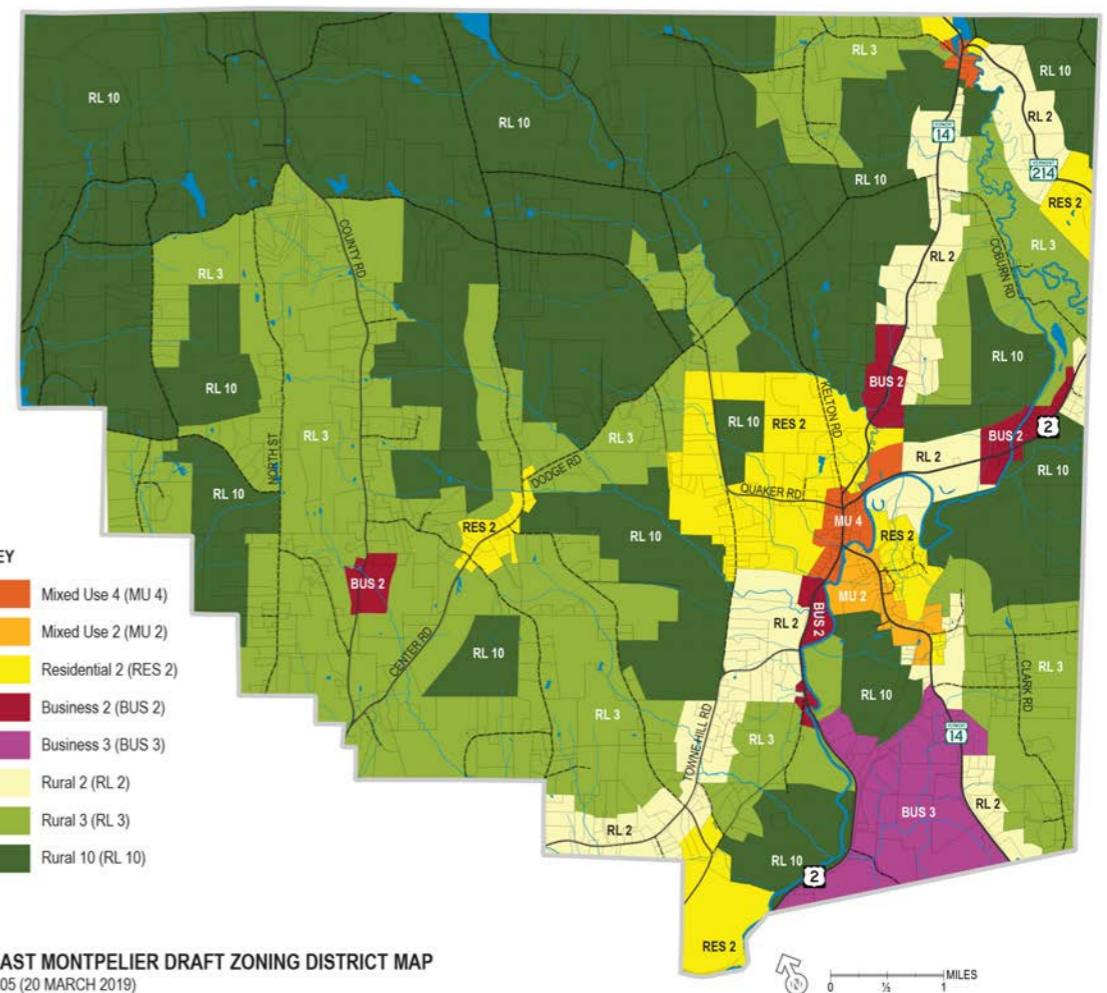 RL 3
RL 10
RL 10
RL 10
VERMONT
14
RL 2
VERMONT
214
RL 10
RES 2
COUNTY RD
RL 3
COBURN RD
RL 3
RL 2
RL 10
BUS 2
KELTON RD
RL 10
NORTH ST
RL 3
RL 3
RL 10
RES 2
BUS 2
2
RL 2
DODGE RD
RL 10
RL 10
QUAKER RD
MU 4
RES 2
RES 2
RL 10
EY
Mixed Use 4 (MU 4)
Mixed Use 2 (MU 2)
Residential 2 (RES 2)
Business 2 (BUS 2)
Business 3 (BUS 3)
Rural 2 (RL 2)
Rural 3 (RL 3)
Rural 10 (RL 10)
BUS 2
MU 2
BUS 2
RL 2
CENTER RD
RL 10
RL 10
RL 3
CLARK RD
RL 3
TOWNE HILL RD
RL 3
VERMONT
14
BUS 3
RL 2
RL 2
RL 10
2
RES 2
AST MONTPELIER DRAFT ZONING DISTRICT MAP
05 (20 MARCH 2019)
N
MILES
0 ½ 1